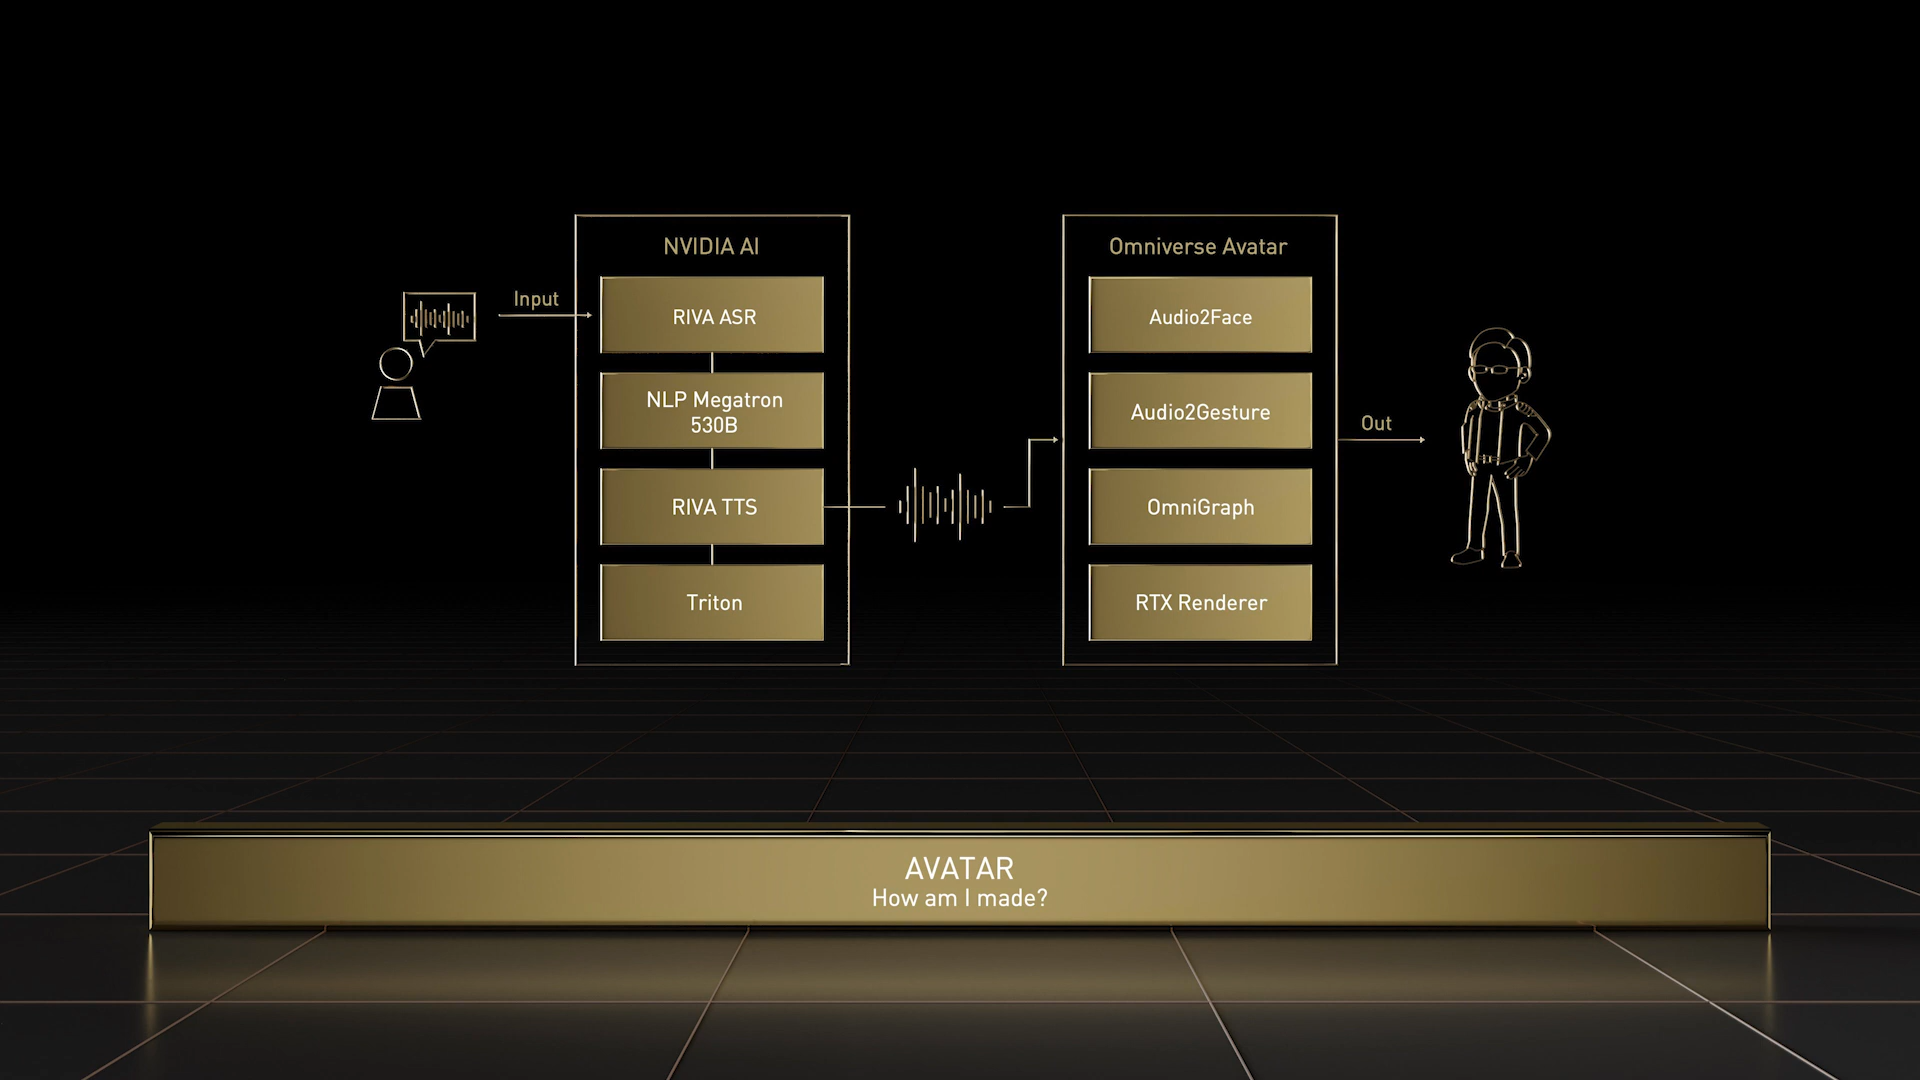 NVIDIA AI
Omniverse Avatar
Input
RIVA ASR
Audio2Face
NLP Megatron
530B
Audio2Gesture
Out
RIVA TTS
OmniGraph
Triton
RTX Renderer
AVATAR
How am I made?